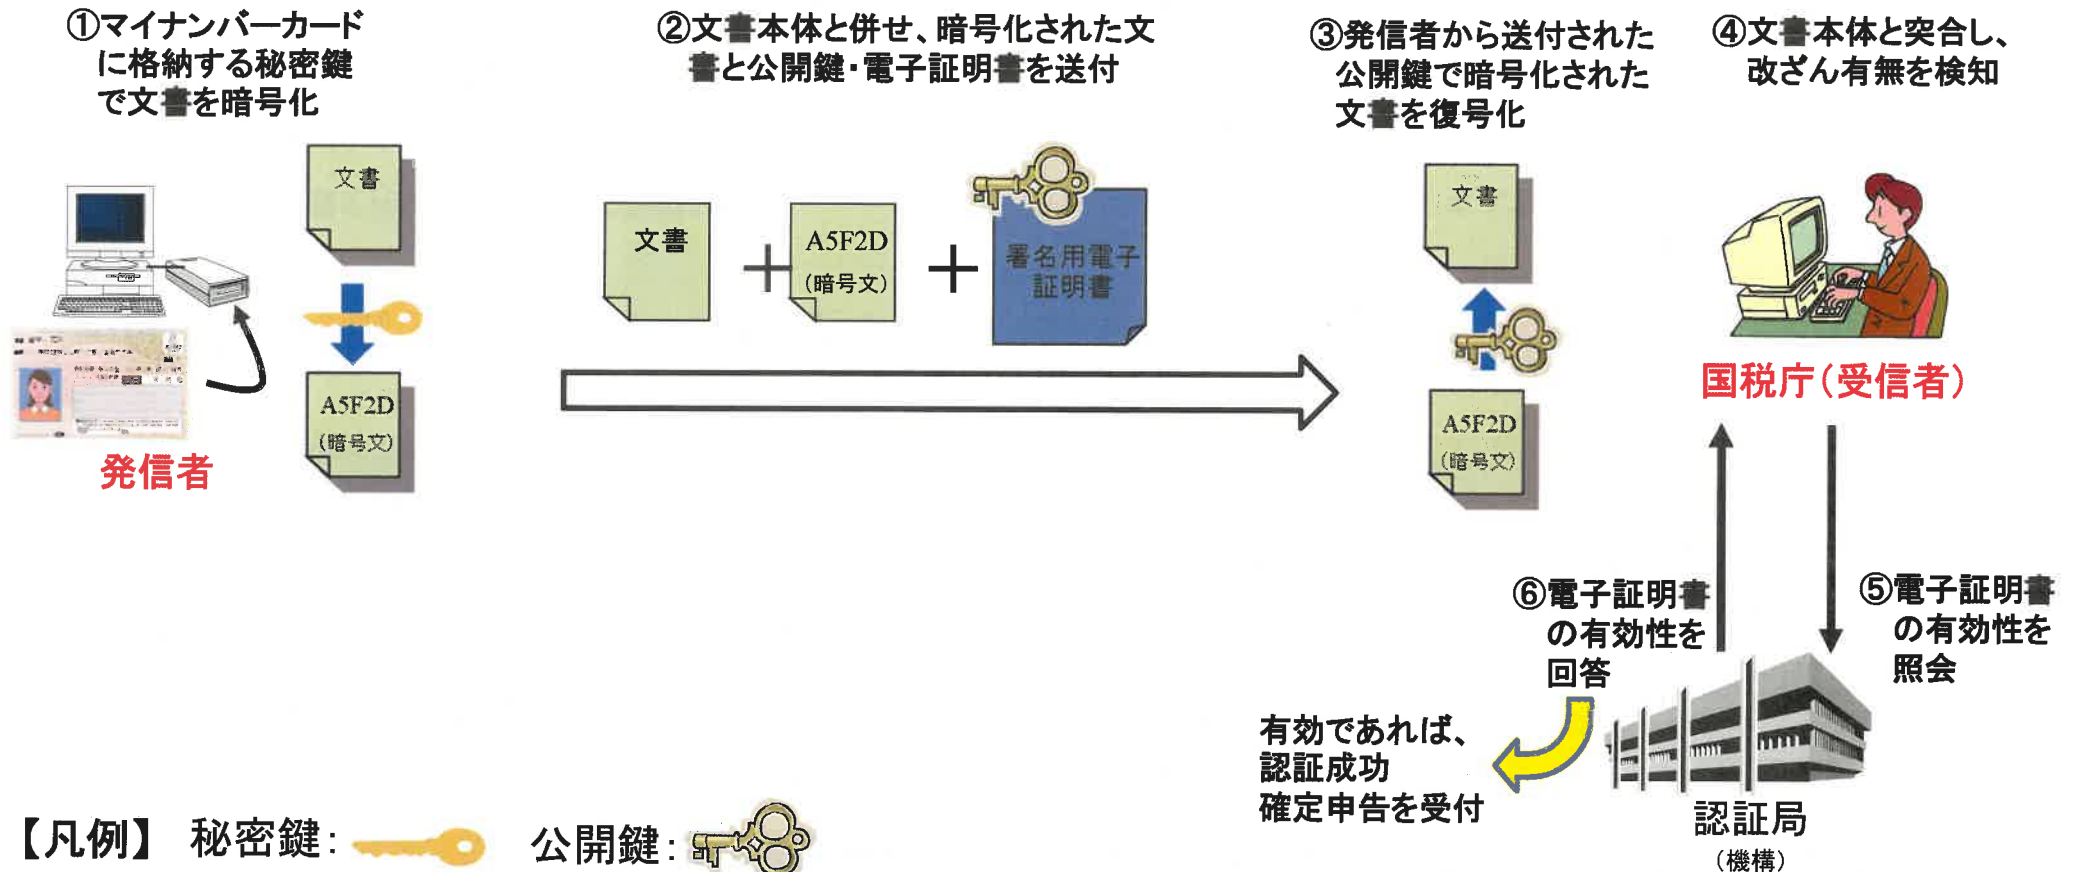 ①マイナンバーカード
に格納する秘密鍵
で文書を暗号化
②文書本体と併せ、暗号化された文
書と公開鍵・電子証明書を送付
③発信者から送付された
公開鍵で暗号化された
文書を復号化
④文書本体と突合し、
改ざん有無を検知
文書
A5F2D
(暗号文)
発信者
文書
A5F2D
(暗号文)
署名用電子
証明書
文書
A5F2D
(暗号文)
国税庁(受信者)
⑥電子証明書
の有効性を
回答
⑤電子証明書
の有効性を
照会
有効であれば、
認証成功
確定申告を受付
認証局
(機構)
【凡例】 秘密鍵: 公開鍵: